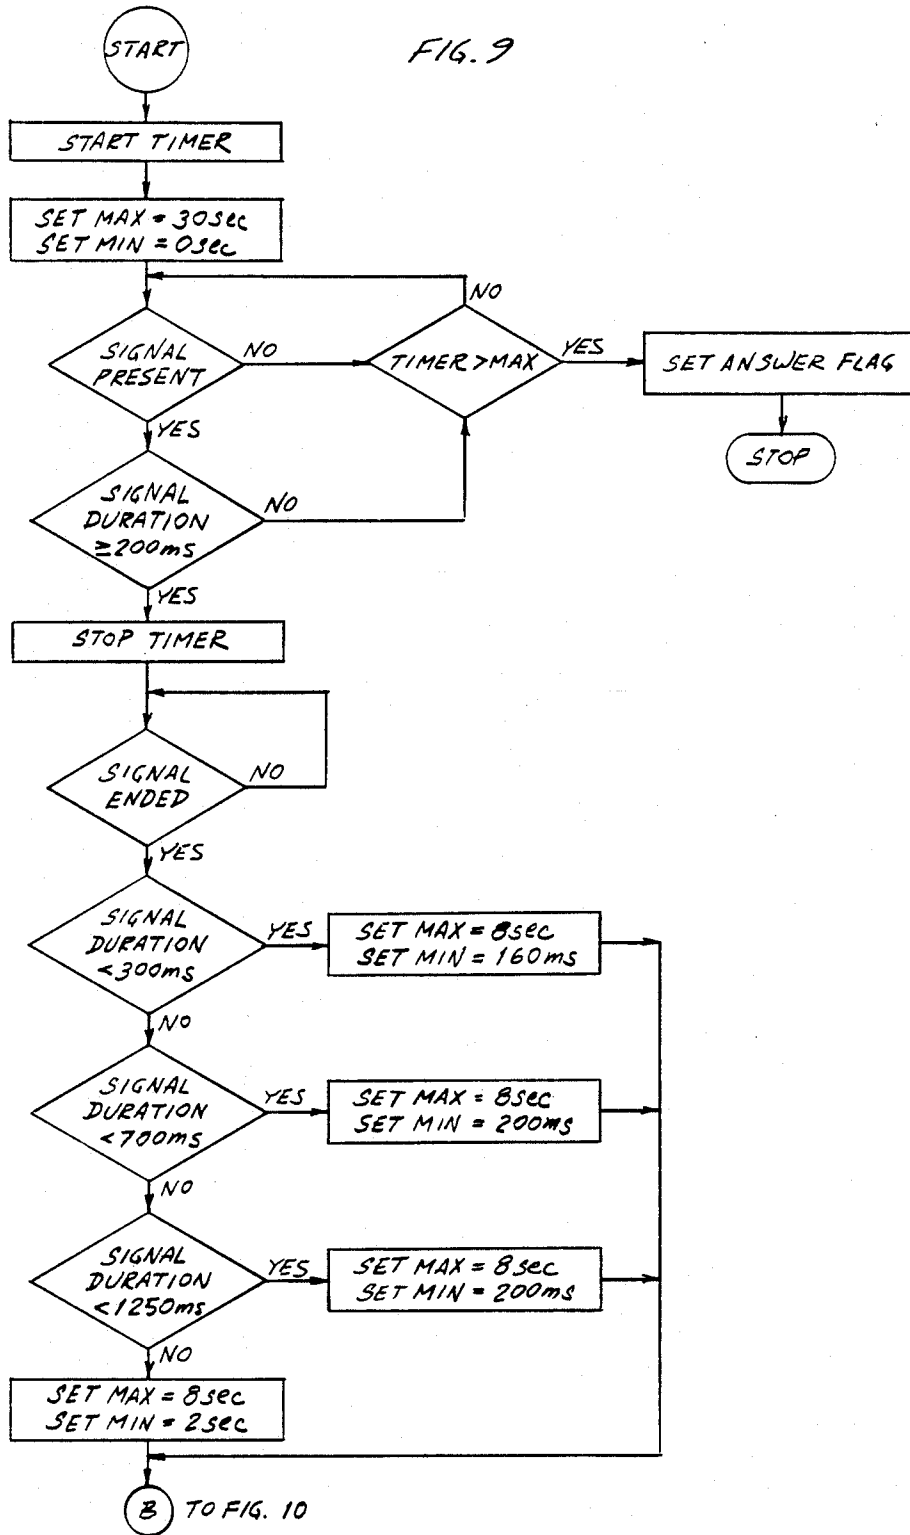 FIG. 9
START
START TIMER
SET MAX = 30sec
SET MIN = 0sec
SIGNAL
PRESENT
NO
YES
TIMER > MAX
NO
YES
SET ANSWER FLAG
STOP
SIGNAL
DURATION
≥200ms
NO
YES
STOP TIMER
SIGNAL
ENDED
NO
YES
SIGNAL
DURATION
<300ms
YES
SET MAX = 8sec
SET MIN = 160ms
NO
SIGNAL
DURATION
<700ms
YES
SET MAX = 8sec
SET MIN = 200ms
NO
SIGNAL
DURATION
<1250ms
YES
SET MAX = 8sec
SET MIN = 200ms
NO
SET MAX = 8sec
SET MIN = 2sec
B TO FIG. 10